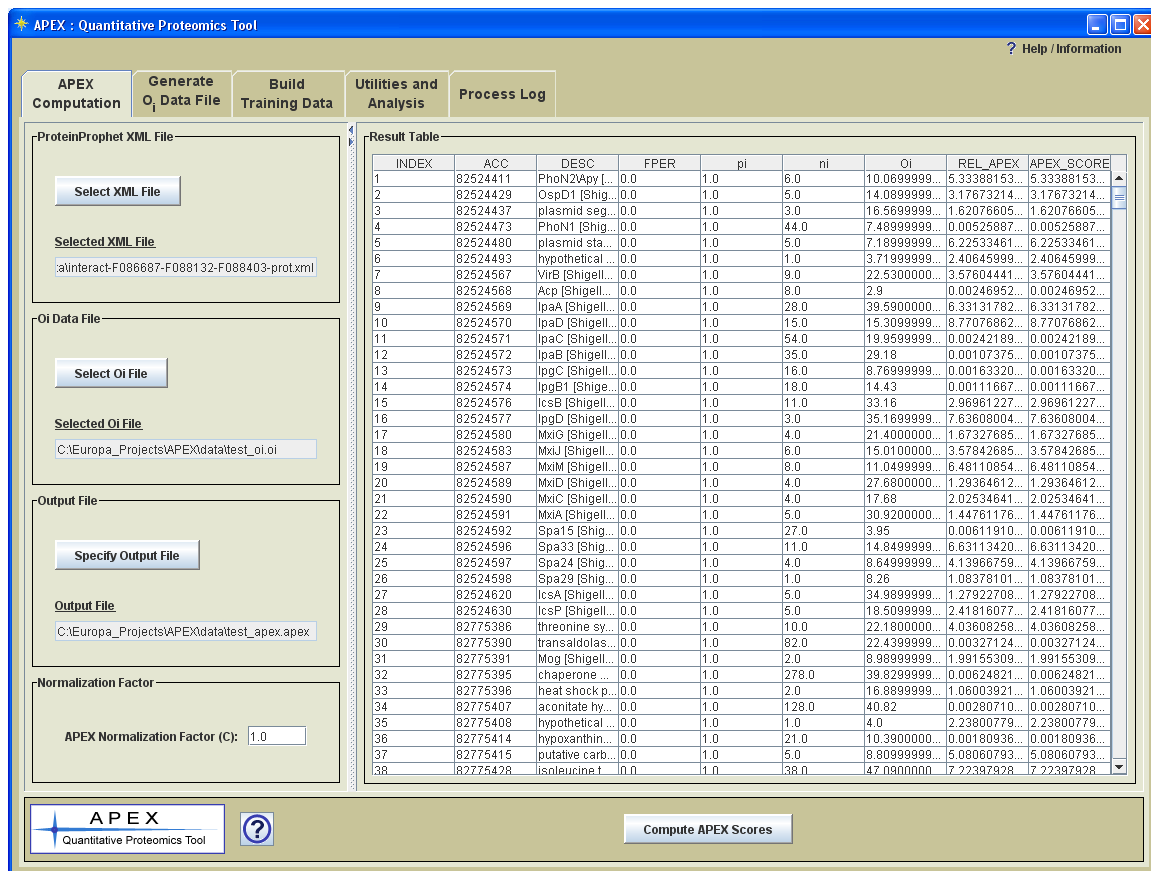 APEX : Quantitative Proteomics Tool
? Help / Information
APEX Computation
Generate Oi Data File
Build Training Data
Utilities and Analysis
Process Log
ProteinProphet XML File
Select XML File
Selected XML File
:a\interact-F086687-F088132-F088403-prot.xml
Oi Data File
Select Oi File
Selected Oi File
C:\Europa_Projects\APEX\data\test_oi.oi
Output File
Specify Output File
Output File
C:\Europa_Projects\APEX\data\test_apex.apex
Normalization Factor
APEX Normalization Factor (C): 1.0
Result Table
INDEX ACC DESC FPER pi ni Oi REL_APEX APEX_SCORE
1 82524411 PhoN2\Apy [... 0.0 1.0 6.0 10.0699999... 5.33388153... 5.33388153...
2 82524429 OspD1 [Shig... 0.0 1.0 5.0 14.0899999... 3.17673214... 3.17673214...
3 82524437 plasmid seg... 0.0 1.0 3.0 16.5699999... 1.62076605... 1.62076605...
4 82524473 PhoN1 [Shig... 0.0 1.0 44.0 7.48999999... 0.00525887... 0.00525887...
5 82524480 plasmid sta... 0.0 1.0 5.0 7.18999999... 6.22533461... 6.22533461...
6 82524493 hypothetical ... 0.0 1.0 1.0 3.71999999... 2.40645999... 2.40645999...
7 82524567 VirB [Shigell... 0.0 1.0 9.0 22.5300000... 3.57604441... 3.57604441...
8 82524568 Acp [Shigell... 0.0 1.0 8.0 2.9 0.00246952... 0.00246952...
9 82524569 IpaA [Shigell... 0.0 1.0 28.0 39.5900000... 6.33131782... 6.33131782...
10 82524570 IpaD [Shigell... 0.0 1.0 15.0 15.3099999... 8.77076862... 8.77076862...
11 82524571 IpaC [Shigell... 0.0 1.0 54.0 19.9599999... 0.00242189... 0.00242189...
12 82524572 IpaB [Shigell... 0.0 1.0 35.0 29.18 0.00107375... 0.00107375...
13 82524573 IpgC [Shigell... 0.0 1.0 16.0 8.76999999... 0.00163320... 0.00163320...
14 82524574 IpgB1 [Shige... 0.0 1.0 18.0 14.43 0.00111667... 0.00111667...
15 82524576 IcsB [Shigell... 0.0 1.0 11.0 33.16 2.96961227... 2.96961227...
16 82524577 IpgD [Shigell... 0.0 1.0 3.0 35.1699999... 7.63608004... 7.63608004...
17 82524580 MxiG [Shigell... 0.0 1.0 4.0 21.4000000... 1.67327685... 1.67327685...
18 82524583 MxiJ [Shigell... 0.0 1.0 6.0 15.0100000... 3.57842685... 3.57842685...
19 82524587 MxiM [Shigell... 0.0 1.0 8.0 11.0499999... 6.48110854... 6.48110854...
20 82524589 MxiD [Shigell... 0.0 1.0 4.0 27.6800000... 1.29364612... 1.29364612...
21 82524590 MxiC [Shigell... 0.0 1.0 4.0 17.68 2.02534641... 2.02534641...
22 82524591 MxiA [Shigell... 0.0 1.0 5.0 30.9200000... 1.44761176... 1.44761176...
23 82524592 Spa15 [Shig... 0.0 1.0 27.0 3.95 0.00611910... 0.00611910...
24 82524596 Spa33 [Shig... 0.0 1.0 11.0 14.8499999... 6.63113420... 6.63113420...
25 82524597 Spa24 [Shig... 0.0 1.0 4.0 8.64999999... 4.13966759... 4.13966759...
26 82524598 Spa29 [Shig... 0.0 1.0 1.0 8.26 1.08378101... 1.08378101...
27 82524620 IcsA [Shigell... 0.0 1.0 5.0 34.9899999... 1.27922708... 1.27922708...
28 82524630 IcsP [Shigell... 0.0 1.0 5.0 18.5099999... 2.41816077... 2.41816077...
29 82775386 threonine sy... 0.0 1.0 10.0 22.1800000... 4.03608258... 4.03608258...
30 82775390 transaldolas... 0.0 1.0 82.0 22.4399999... 0.00327124... 0.00327124...
31 82775391 Mog [Shigell... 0.0 1.0 2.0 8.98999999... 1.99155309... 1.99155309...
32 82775395 chaperone ... 0.0 1.0 278.0 39.8299999... 0.00624821... 0.00624821...
33 82775396 heat shock p... 0.0 1.0 2.0 16.8899999... 1.06003921... 1.06003921...
34 82775407 aconitate hy... 0.0 1.0 128.0 40.82 0.00280710... 0.00280710...
35 82775408 hypothetical ... 0.0 1.0 1.0 4.0 2.23800779... 2.23800779...
36 82775414 hypoxanthin... 0.0 1.0 21.0 10.3900000... 0.00180936... 0.00180936...
37 82775415 putative carb... 0.0 1.0 5.0 8.80999999... 5.08060793... 5.08060793...
38 82775428 isoleucine t... 0.0 1.0 38.0 47.0900000... 7.22397928... 7.22397928...
APEX
Quantitative Proteomics Tool
?
Compute APEX Scores